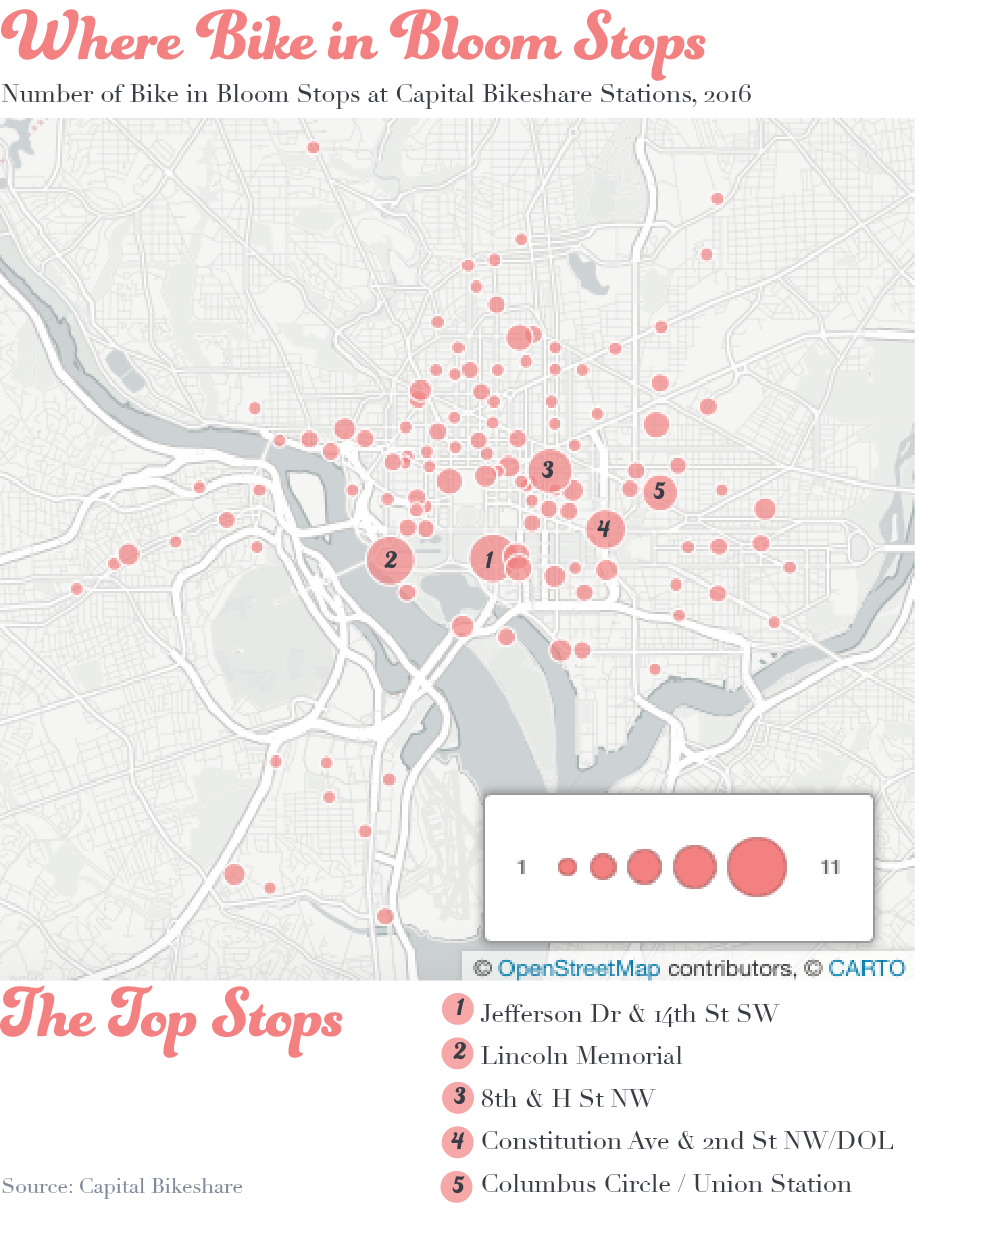 Where Bike in Bloom Stops
Number of Bike in Bloom Stops at Capital Bikeshare Stations, 2016
3
5
4
2
1
1
11
© OpenStreetMap contributors, © CARTO
The Top Stops
1 Jefferson Dr & 14th St SW
2 Lincoln Memorial
3 8th & H St NW
4 Constitution Ave & 2nd St NW/DOL
5 Columbus Circle / Union Station
Source: Capital Bikeshare